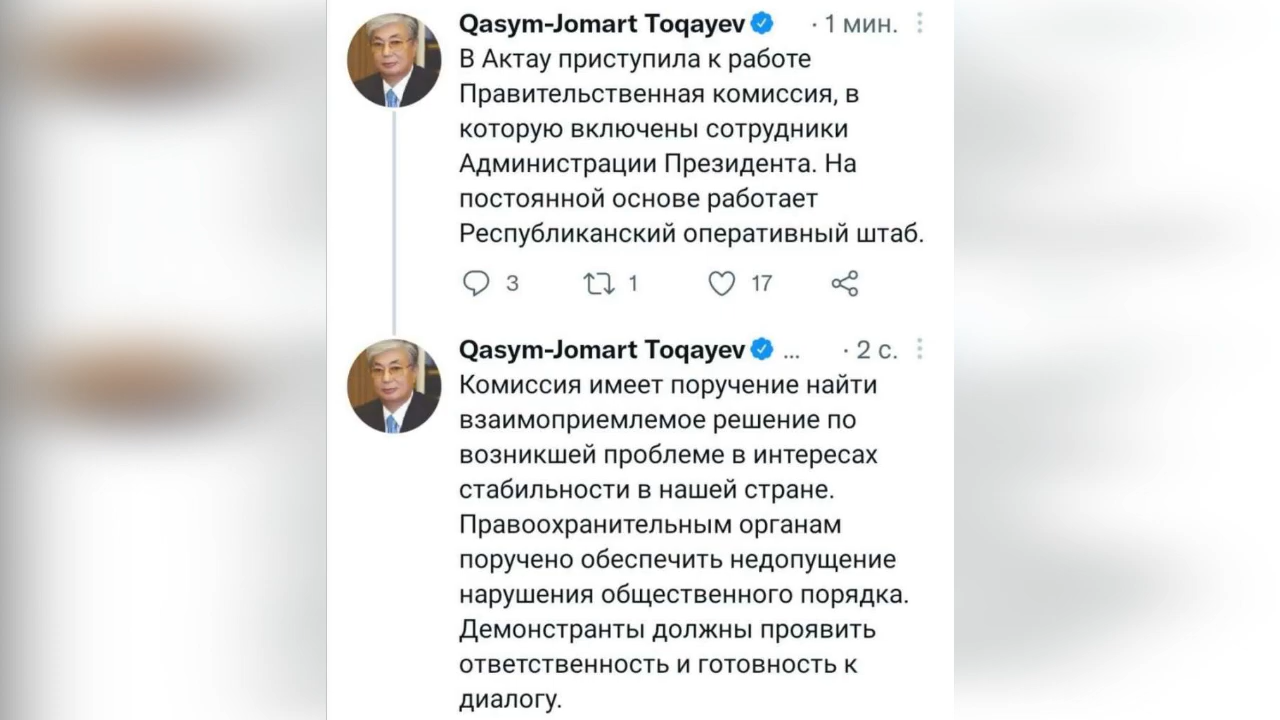 Qasym-Jomart Toqayev · 1 мин.
В Актау приступила к работе
Правительственная комиссия, в
которую включены сотрудники
Администрации Президента. На
постоянной основе работает
Республиканский оперативный штаб.
3 1 17
Qasym-Jomart Toqayev ... · 2 с.
Комиссия имеет поручение найти
взаимоприемлемое решение по
возникшей проблеме в интересах
стабильности в нашей стране.
Правоохранительным органам
поручено обеспечить недопущение
нарушения общественного порядка.
Демонстранты должны проявить
ответственность и готовность к
диалогу.